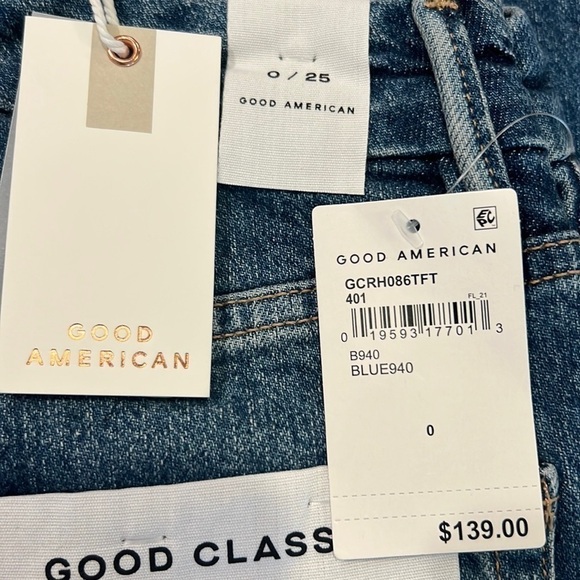 0 / 25
GOOD AMERICAN
GOOD
AMERICAN
GOOD AMERICAN
GCRH086TFT
401
FL_21
0 19593 17701 3
B940
BLUE940
0
$139.00
GOOD CLASS